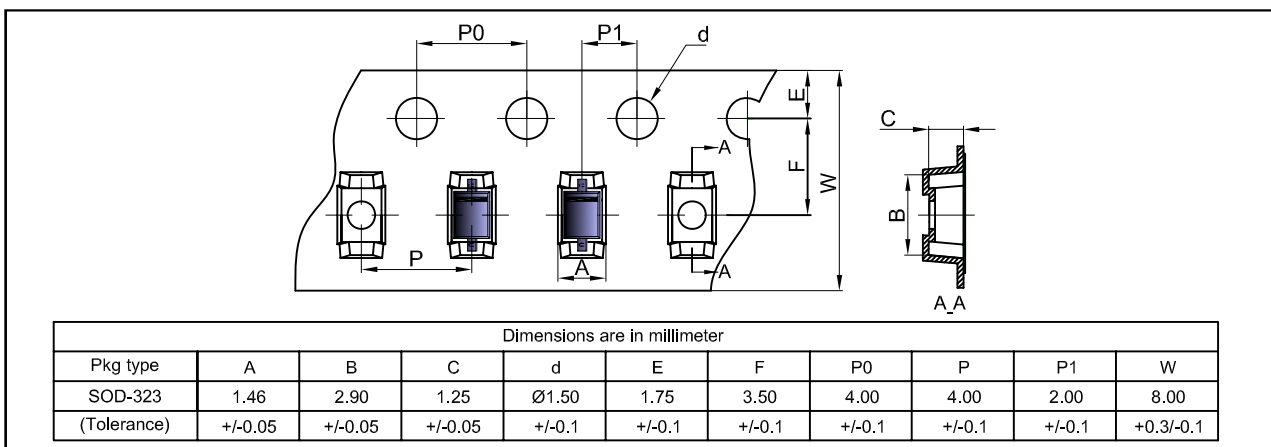 P0
P1
d
E
C
A
F
W
B
P
A
A
A_A
Dimensions are in millimeter
Pkg type A B C d E F P0 P P1 W
SOD-323 1.46 2.90 1.25 Ø1.50 1.75 3.50 4.00 4.00 2.00 8.00
(Tolerance) +/-0.05 +/-0.05 +/-0.05 +/-0.1 +/-0.1 +/-0.1 +/-0.1 +/-0.1 +/-0.1 +0.3/-0.1